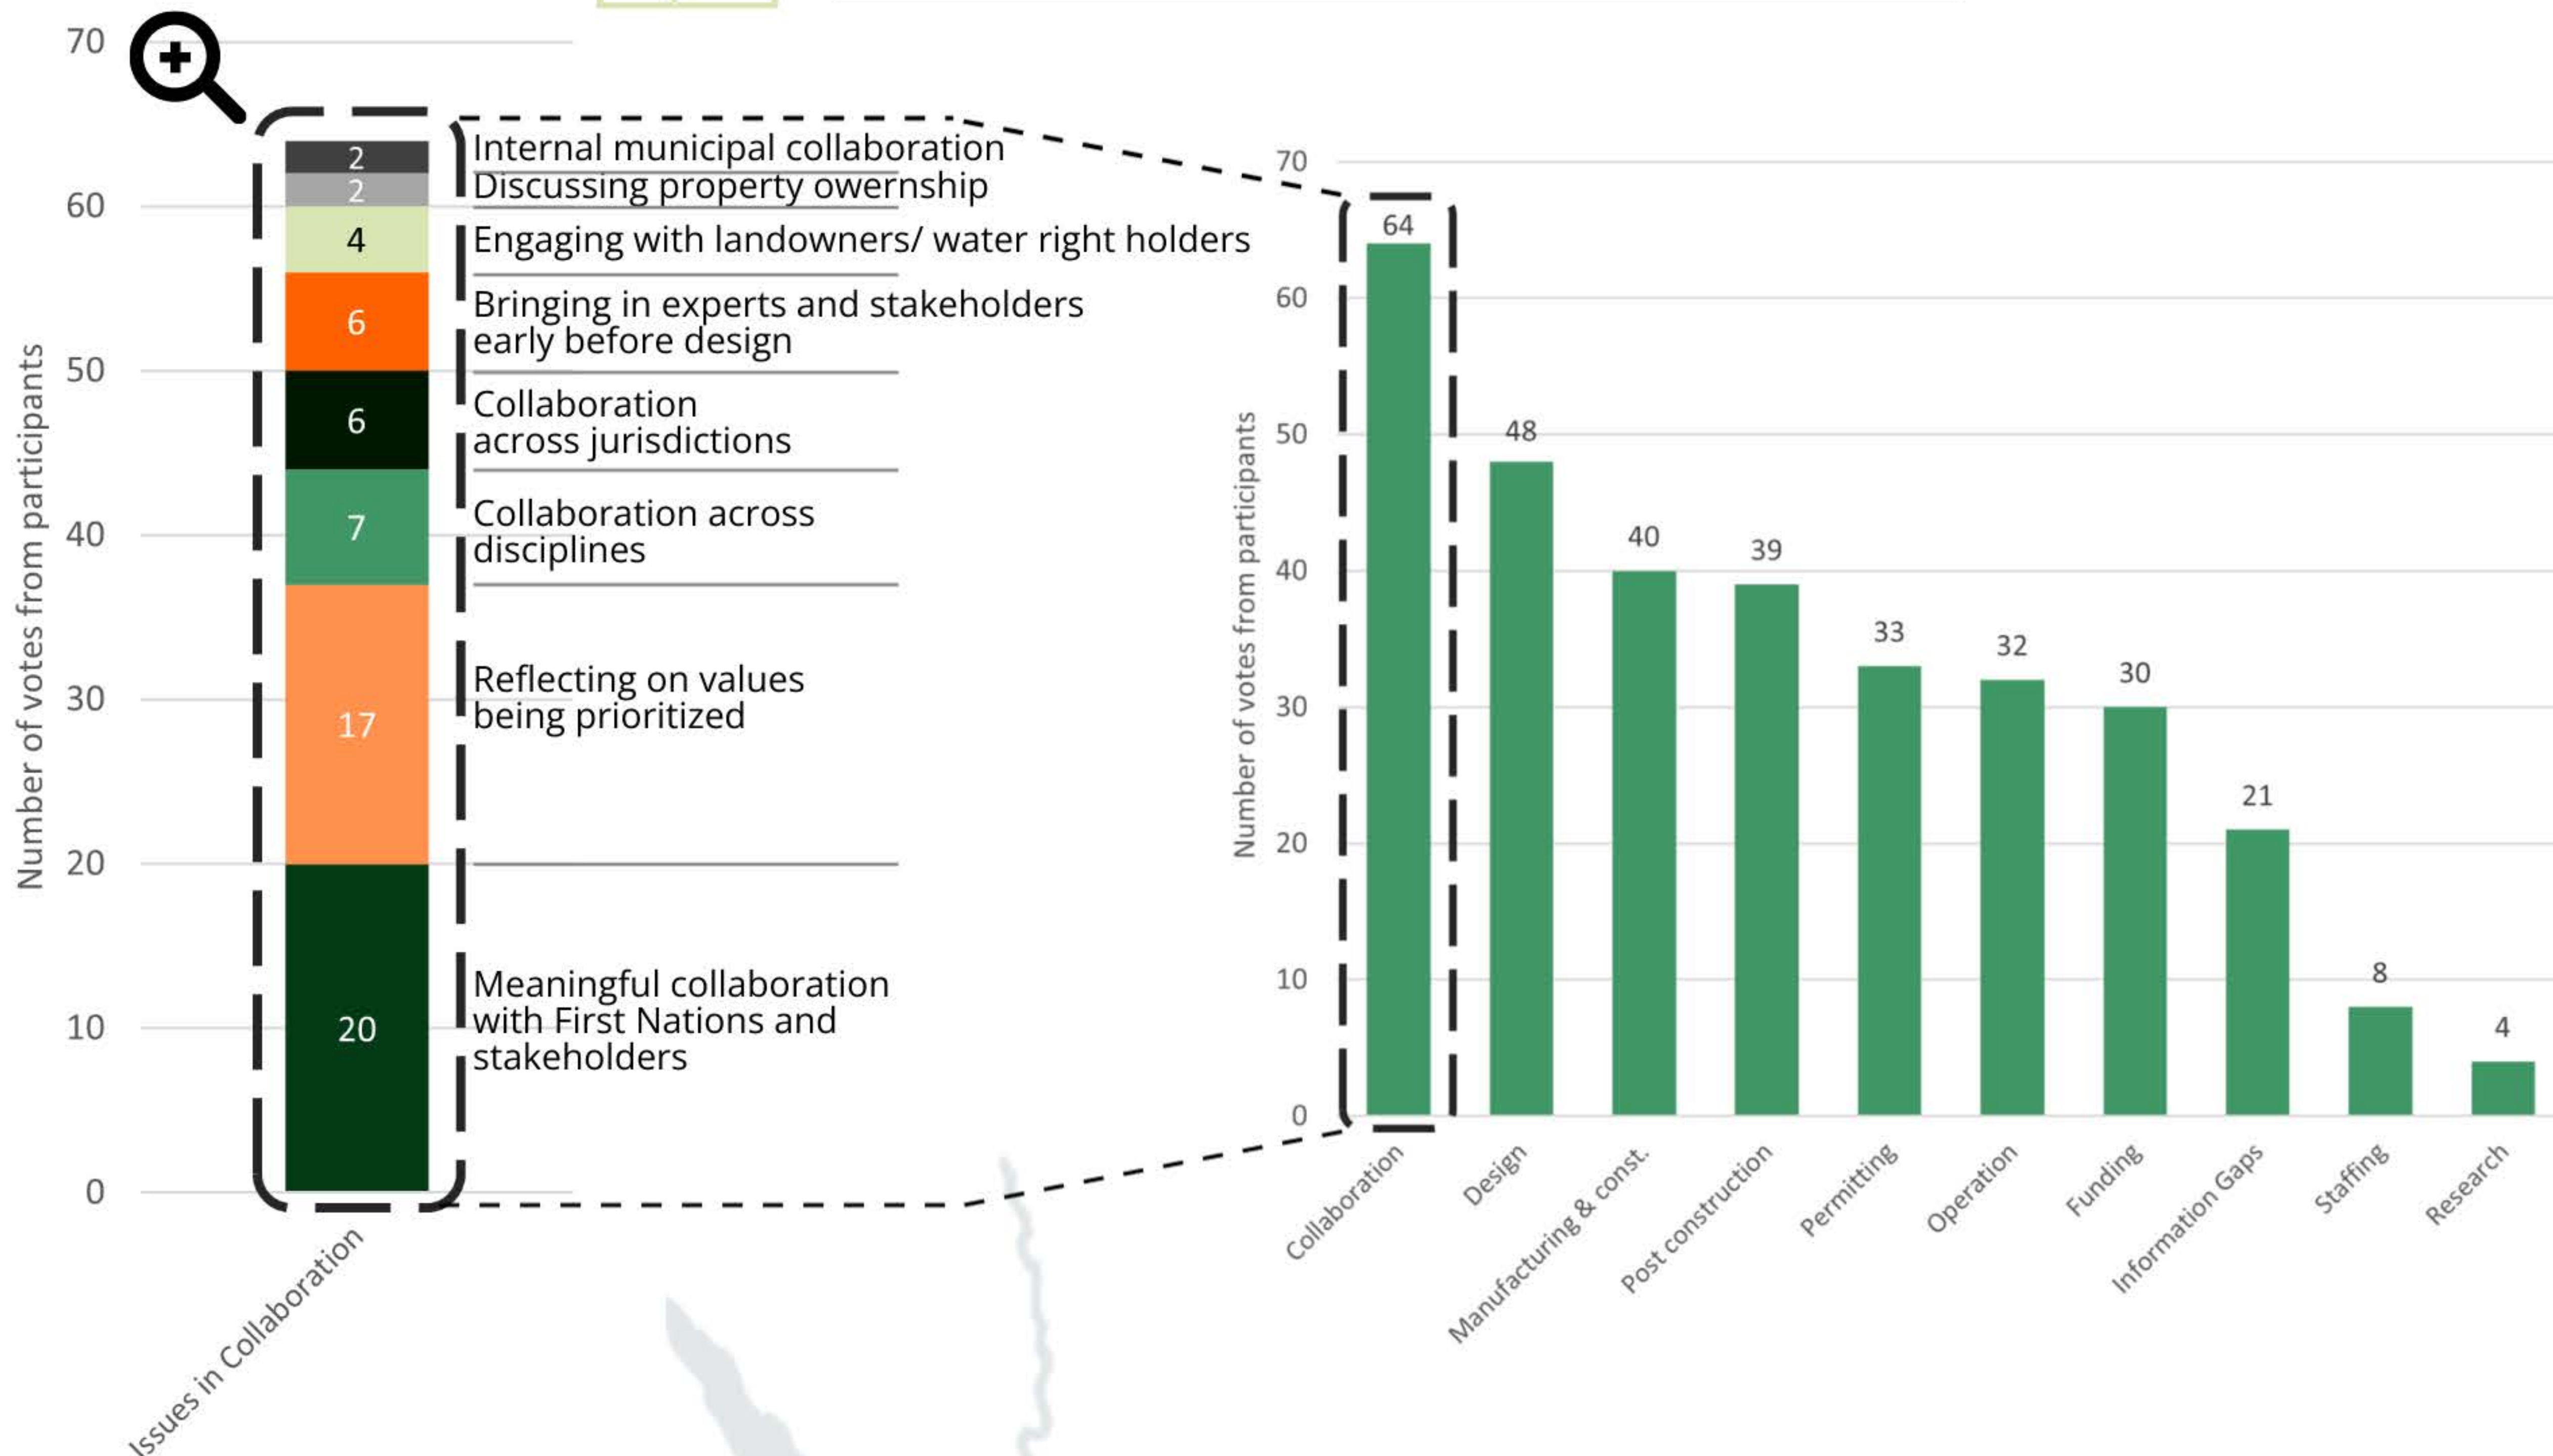 70
60
50
40
30
20
10
0
Number of votes from participants
2
2
4
6
6
7
17
20
Internal municipal collaboration
Discussing property owernship
Engaging with landowners/ water right holders
Bringing in experts and stakeholders
early before design
Collaboration
across jurisdictions
Collaboration across
disciplines
Reflecting on values
being prioritized
Meaningful collaboration
with First Nations and
stakeholders
Issues in Collaboration
70
60
50
40
30
20
10
0
Number of votes from participants
64
48
40
39
33
32
30
21
8
4
Collaboration
Design
Manufacturing & const.
Post construction
Permitting
Operation
Funding
Information Gaps
Staffing
Research